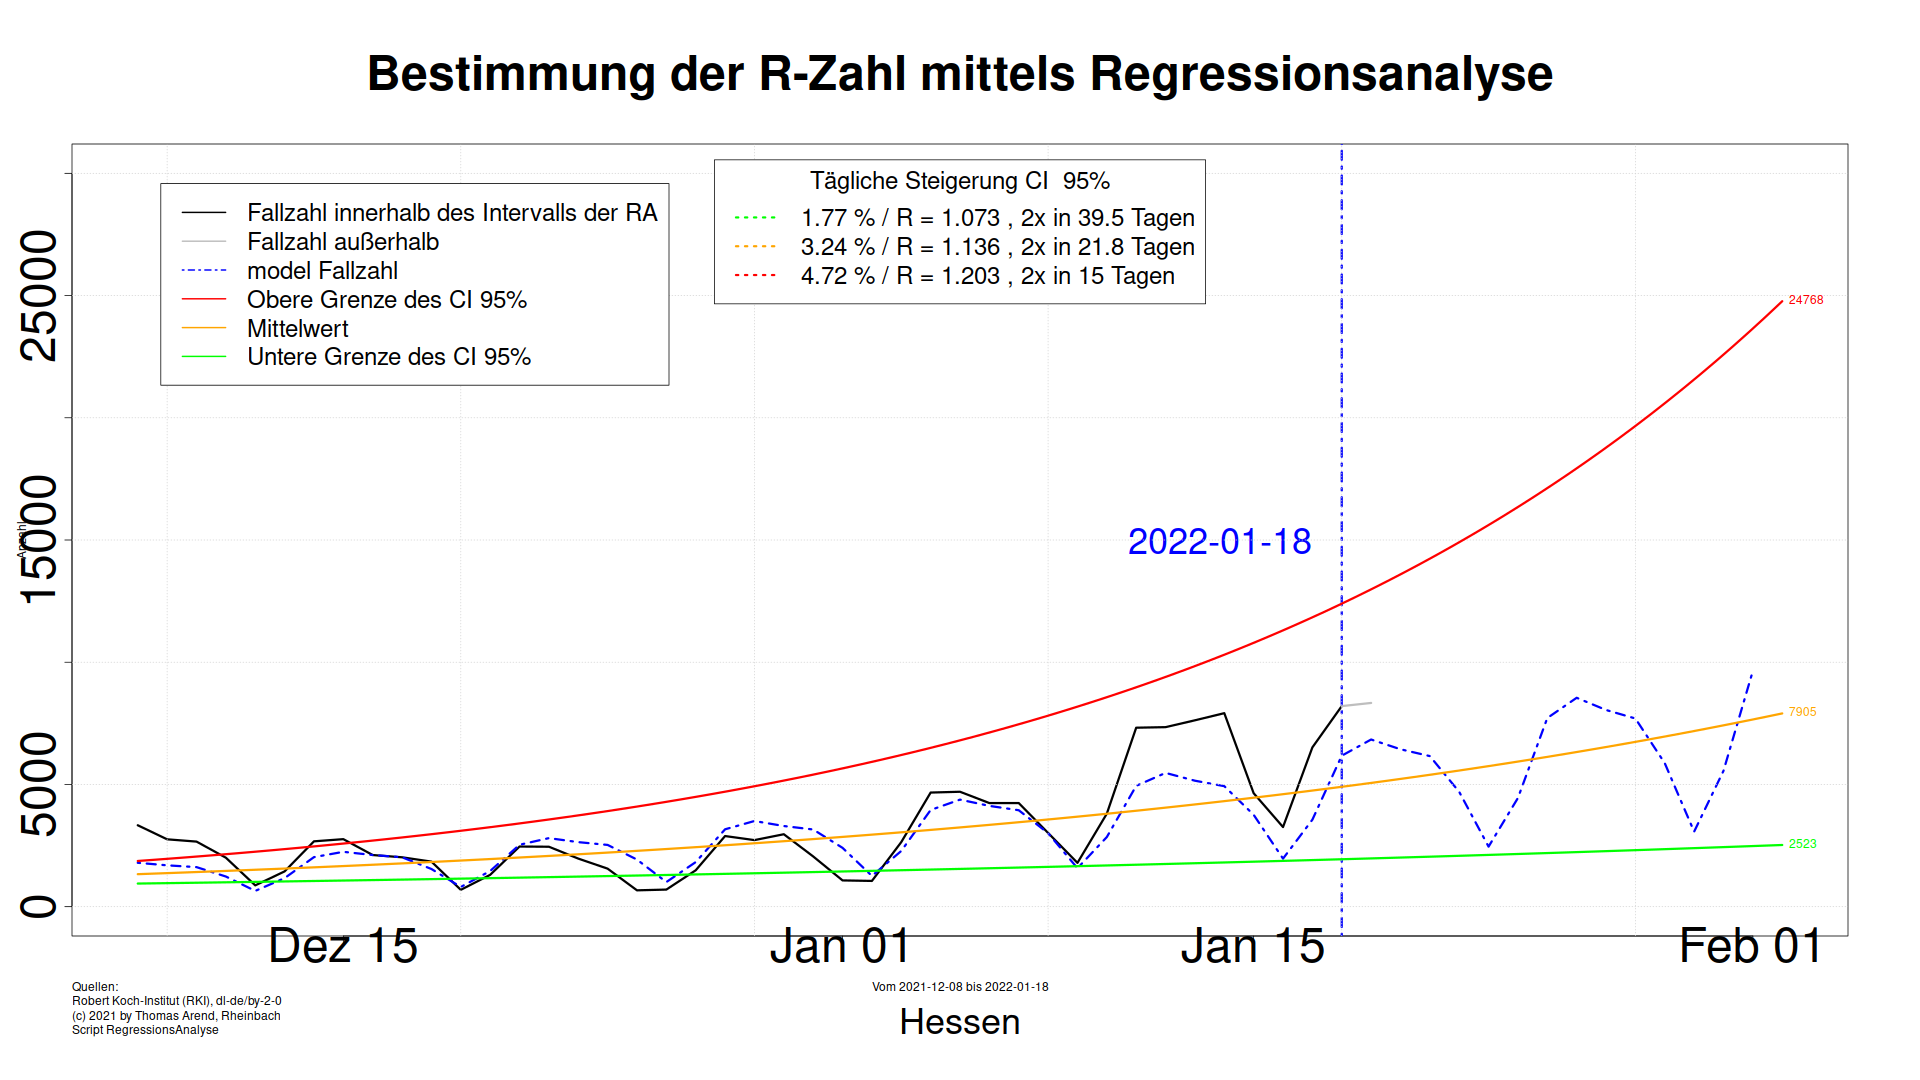 Bestimmung der R-Zahl mittels Regressionsanalyse
Fallzahl innerhalb des Intervalls der RA
Fallzahl außerhalb
model Fallzahl
Obere Grenze des CI 95%
Mittelwert
Untere Grenze des CI 95%
Tägliche Steigerung CI 95%
1.77 % / R = 1.073 , 2x in 39.5 Tagen
3.24 % / R = 1.136 , 2x in 21.8 Tagen
4.72 % / R = 1.203 , 2x in 15 Tagen
25000
15000
5000
0
Anzahl
2022-01-18
24768
7905
2523
Dez 15
Jan 01
Jan 15
Feb 01
Quellen:
Robert Koch-Institut (RKI), dl-de/by-2-0
(c) 2021 by Thomas Arend, Rheinbach
Script RegressionsAnalyse
Vom 2021-12-08 bis 2022-01-18
Hessen